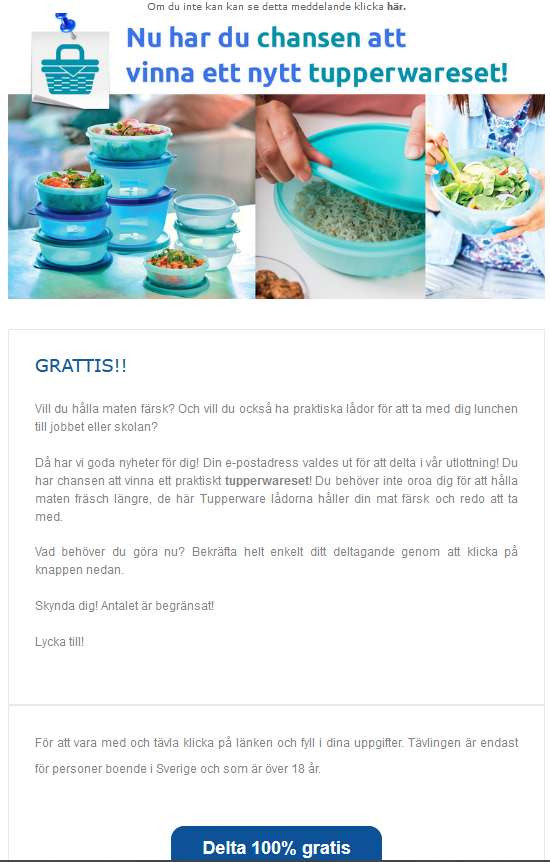 Om du inte kan kan se detta meddelande klicka här.
Nu har du chansen att
vinna ett nytt tupperwareset!
GRATTIS!!
Vill du hålla maten färsk? Och vill du också ha praktiska lådor för att ta med dig lunchen
till jobbet eller skolan?
Då har vi goda nyheter för dig! Din e-postadress valdes ut för att delta i vår utlottning! Du
har chansen att vinna ett praktiskt tupperwareset! Du behöver inte oroa dig för att hålla
maten fräsch längre, de här Tupperware lådorna håller din mat färsk och redo att ta
med.
Vad behöver du göra nu? Bekräfta helt enkelt ditt deltagande genom att klicka på
knappen nedan.
Skynda dig! Antalet är begränsat!
Lycka till!
För att vara med och tävla klicka på länken och fyll i dina uppgifter. Tävlingen är endast
för personer boende i Sverige och som är över 18 år.
Delta 100% gratis